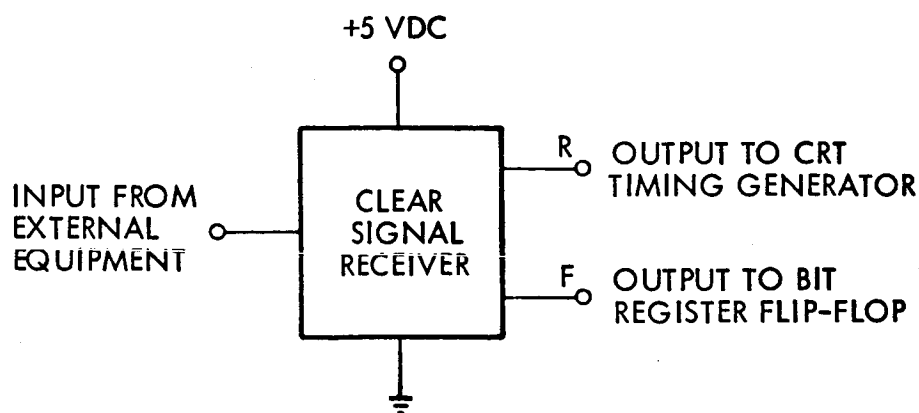 +5 VDC
INPUT FROM
EXTERNAL
EQUIPMENT
CLEAR
SIGNAL
RECEIVER
R
OUTPUT TO CRT
TIMING GENERATOR
F
OUTPUT TO BIT
REGISTER FLIP-FLOP